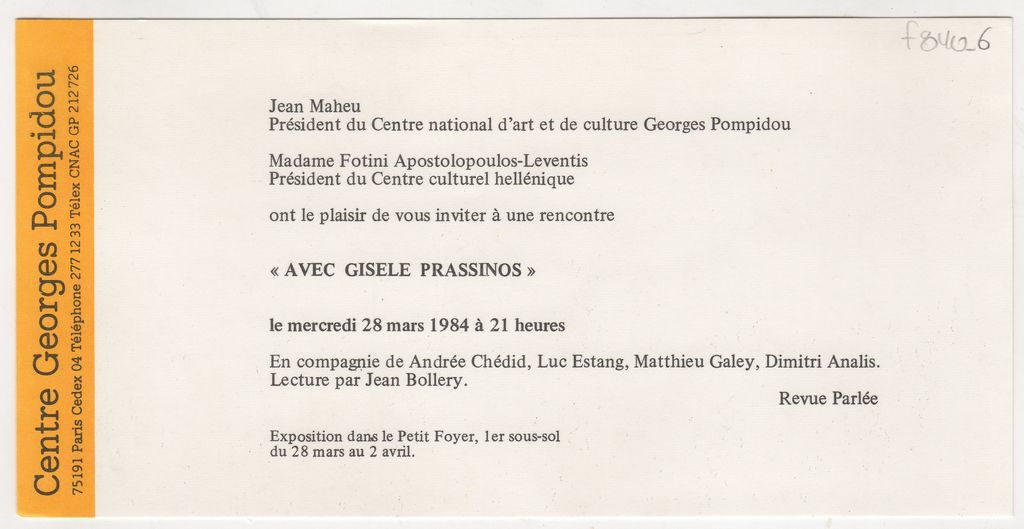 Centre Georges Pompidou
75191 Paris Cedex 04 Téléphone 277 12 33 Télex CNAC GP 212 726
Jean Maheu
Président du Centre national d'art et de culture Georges Pompidou
Madame Fotini Apostolopoulos-Leventis
Président du Centre culturel hellénique
ont le plaisir de vous inviter à une rencontre
« AVEC GISELE PRASSINOS »
le mercredi 28 mars 1984 à 21 heures
En compagnie de Andrée Chédid, Luc Estang, Matthieu Galey, Dimitri Analis.
Lecture par Jean Bollery.
Revue Parlée
Exposition dans le Petit Foyer, 1er sous-sol
du 28 mars au 2 avril.